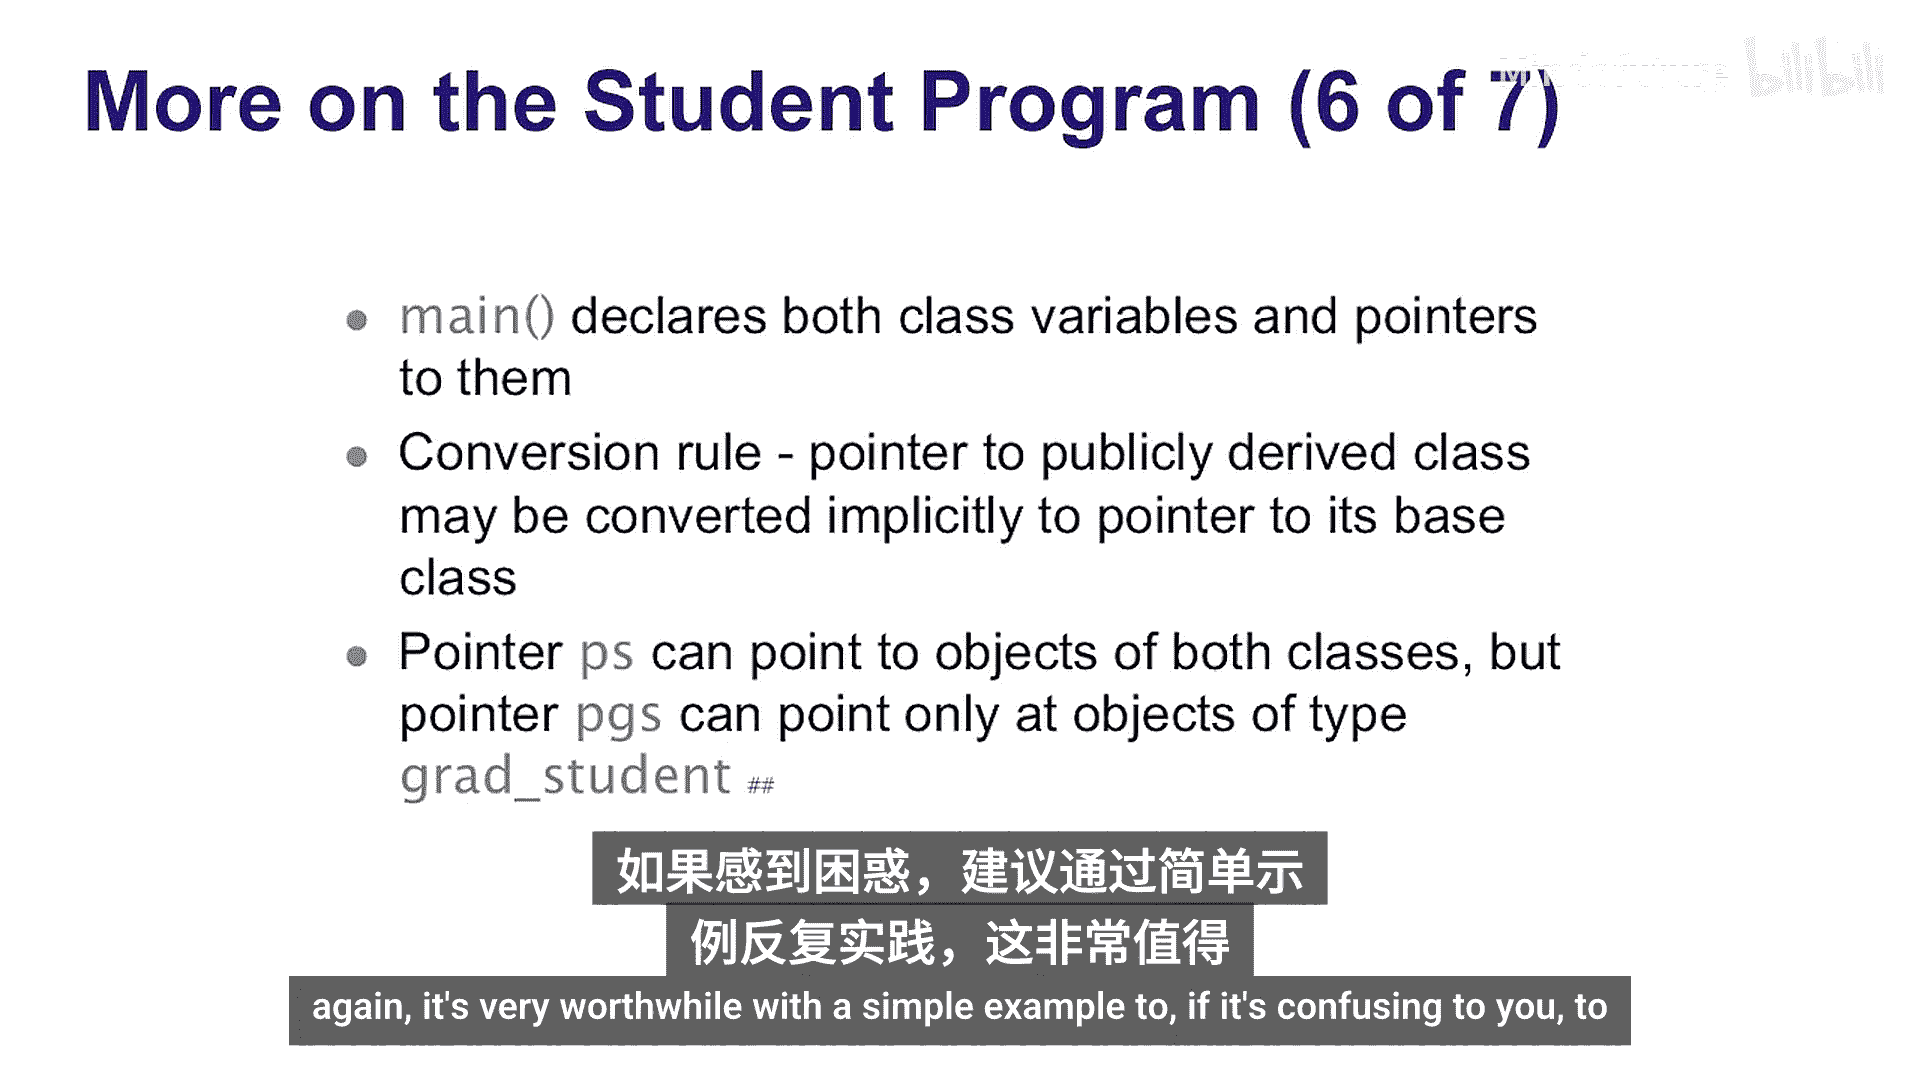 More on the Student Program (6 of 7)
bilibili
• main() declares both class variables and pointers
to them
• Conversion rule - pointer to publicly derived class
may be converted implicitly to pointer to its base
class
• Pointer ps can point to objects of both classes, but
pointer pgs can point only at objects of type
grad_student ##
如果感到困惑，建议通过简单示
例反复实践，这非常值得
again, it's very worthwhile with a simple example to, if it's confusing to you, to